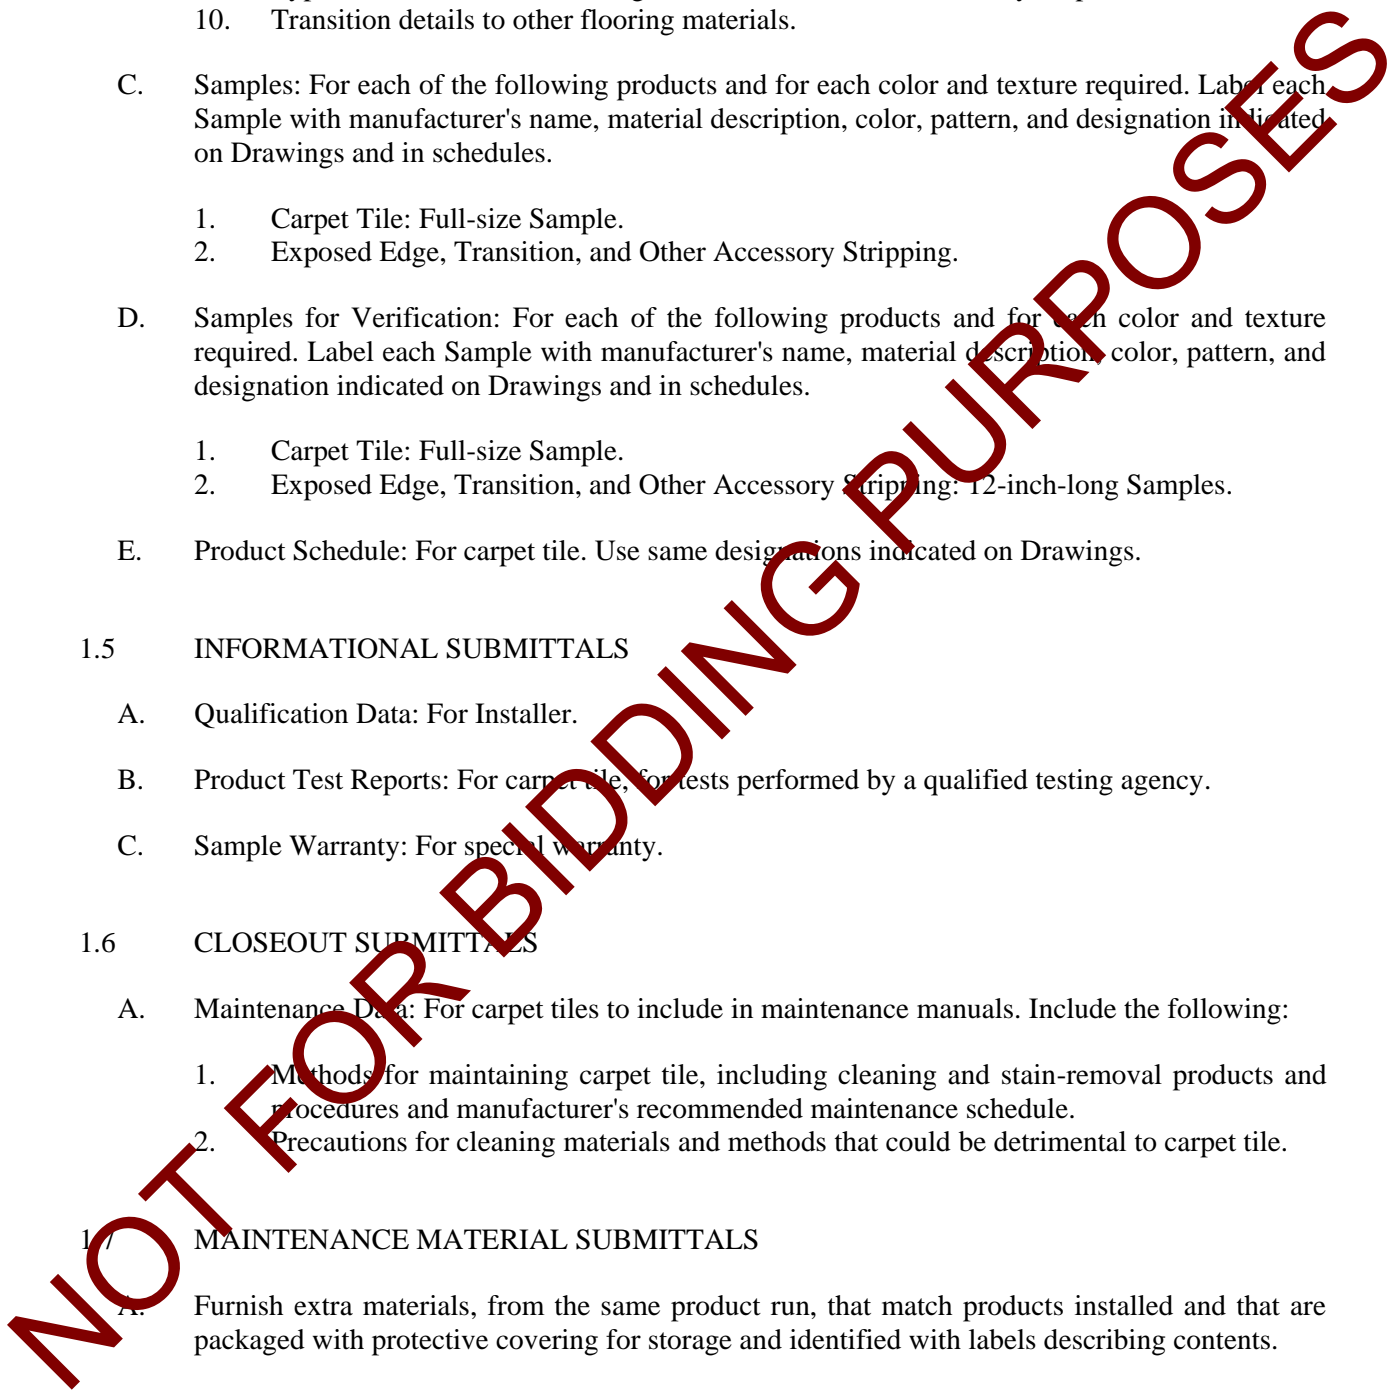 10. Transition details to other flooring materials.
C. Samples: For each of the following products and for each color and texture required. Label each
Sample with manufacturer's name, material description, color, pattern, and designation indicated
on Drawings and in schedules.
1. Carpet Tile: Full-size Sample.
2. Exposed Edge, Transition, and Other Accessory Stripping.
D. Samples for Verification: For each of the following products and for each color and texture
required. Label each Sample with manufacturer's name, material description, color, pattern, and
designation indicated on Drawings and in schedules.
1. Carpet Tile: Full-size Sample.
2. Exposed Edge, Transition, and Other Accessory Stripping: 12-inch-long Samples.
E. Product Schedule: For carpet tile. Use same designations indicated on Drawings.
1.5 INFORMATIONAL SUBMITTALS
A. Qualification Data: For Installer.
B. Product Test Reports: For carpet tile, for tests performed by a qualified testing agency.
C. Sample Warranty: For special warranty.
1.6 CLOSEOUT SUBMITTALS
A. Maintenance Data: For carpet tiles to include in maintenance manuals. Include the following:
1. Methods for maintaining carpet tile, including cleaning and stain-removal products and
procedures and manufacturer's recommended maintenance schedule.
2. Precautions for cleaning materials and methods that could be detrimental to carpet tile.
1.7 MAINTENANCE MATERIAL SUBMITTALS
A. Furnish extra materials, from the same product run, that match products installed and that are
packaged with protective covering for storage and identified with labels describing contents.
NOT FOR BIDDING PURPOSES